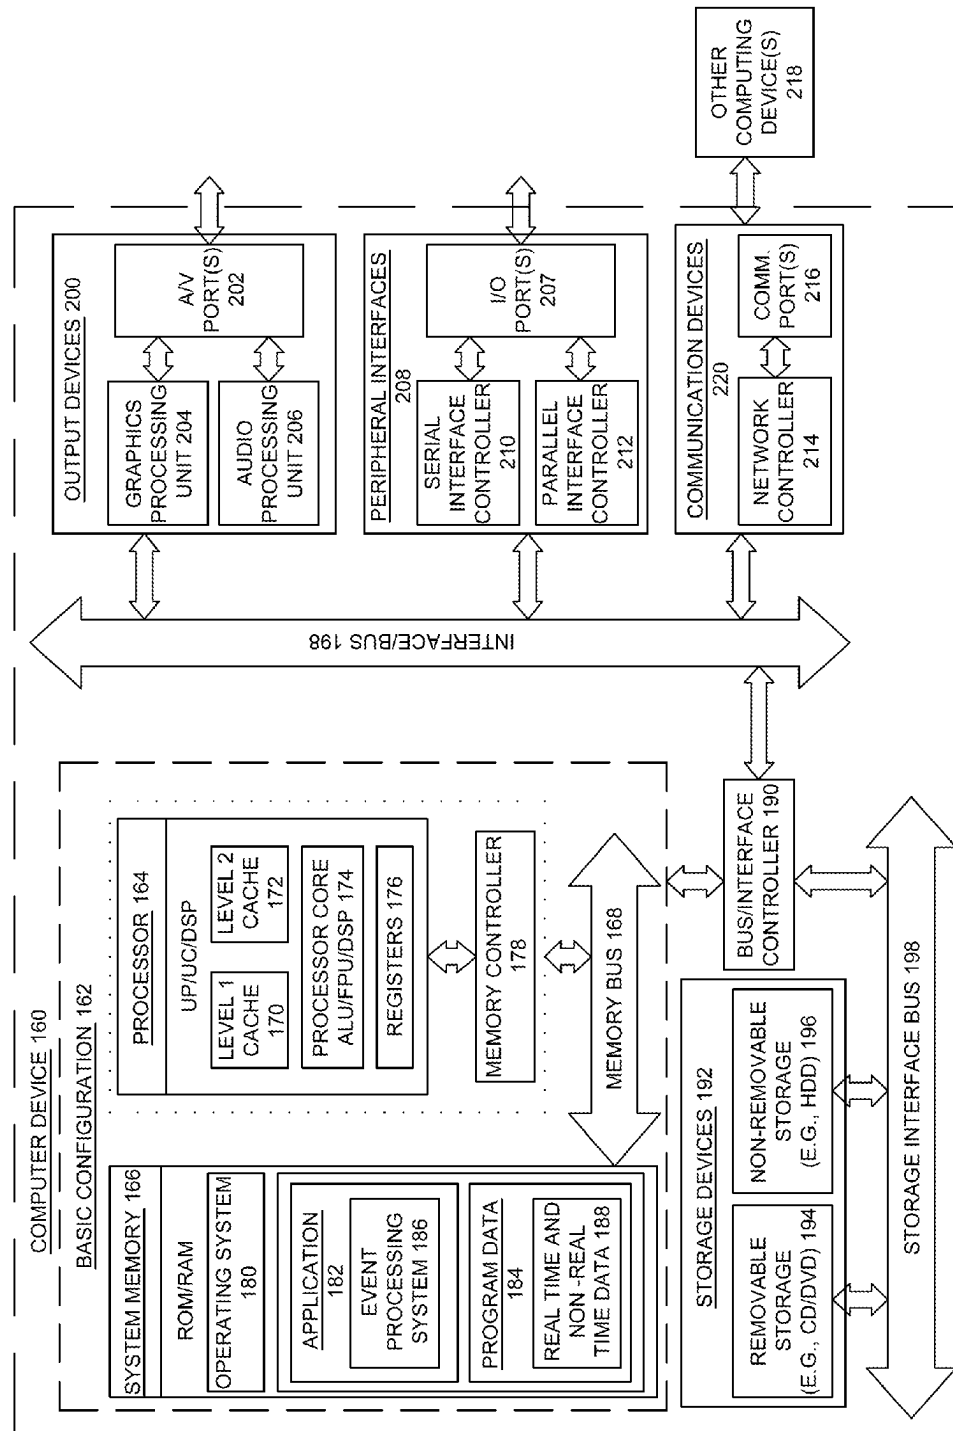 COMPUTER DEVICE 160
BASIC CONFIGURATION 162
SYSTEM MEMORY 166
ROM/RAM
OPERATING SYSTEM
180
APPLICATION
182
EVENT
PROCESSING
SYSTEM 186
PROGRAM DATA
184
REAL TIME AND
NON -REAL
TIME DATA 188
PROCESSOR 164
UP/UC/DSP
LEVEL 1
CACHE
170
LEVEL 2
CACHE
172
PROCESSOR CORE
ALU/FPU/DSP 174
REGISTERS 176
MEMORY CONTROLLER
178
MEMORY BUS 168
STORAGE DEVICES 192
REMOVABLE
STORAGE
(E.G., CD/DVD) 194
NON-REMOVABLE
STORAGE
(E.G., HDD) 196
BUS/INTERFACE
CONTROLLER 190
STORAGE INTERFACE BUS 198
INTERFACE/BUS 198
OUTPUT DEVICES 200
GRAPHICS
PROCESSING
UNIT 204
AUDIO
PROCESSING
UNIT 206
A/V
PORT(S)
202
PERIPHERAL INTERFACES
208
SERIAL
INTERFACE
CONTROLLER
210
PARALLEL
INTERFACE
CONTROLLER
212
I/O
PORT(S)
207
COMMUNICATION DEVICES
220
NETWORK
CONTROLLER
214
COMM.
PORT(S)
216
OTHER
COMPUTING
DEVICE(S)
218